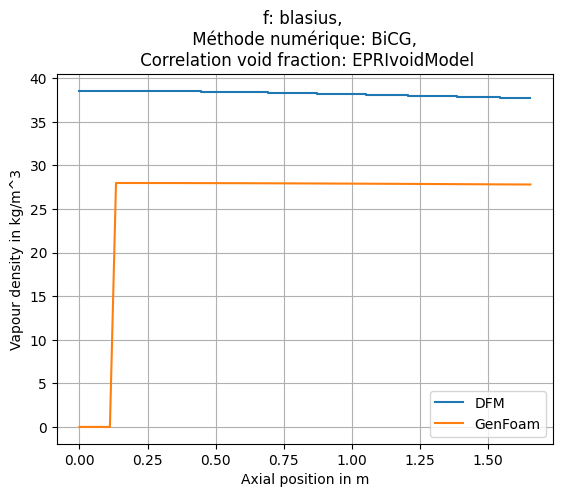 f: blasius,
Méthode numérique: BiCG,
Correlation void fraction: EPRIvoidModel
Vapour density in kg/m^3
40
35
30
25
20
15
10
5
0
0.00 0.25 0.50 0.75 1.00 1.25 1.50
Axial position in m
DFM
GenFoam